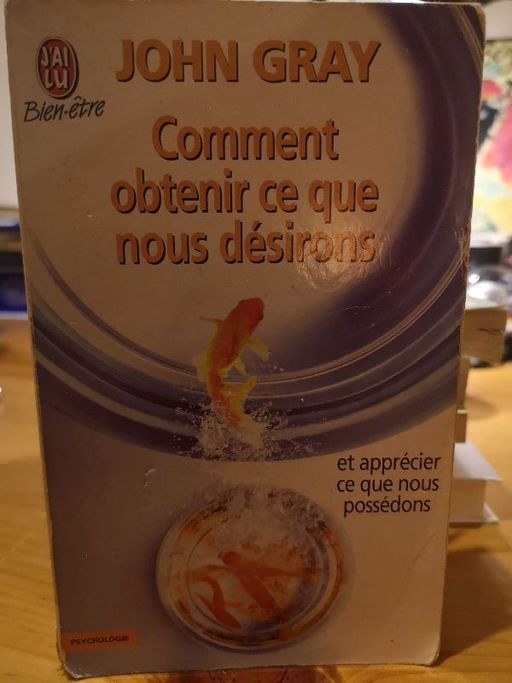 J'AI
LU
Bien-être
JOHN GRAY
Comment
obtenir ce que
nous désirons
et apprécier
ce que nous
possédons
PSYCHOLOGIE